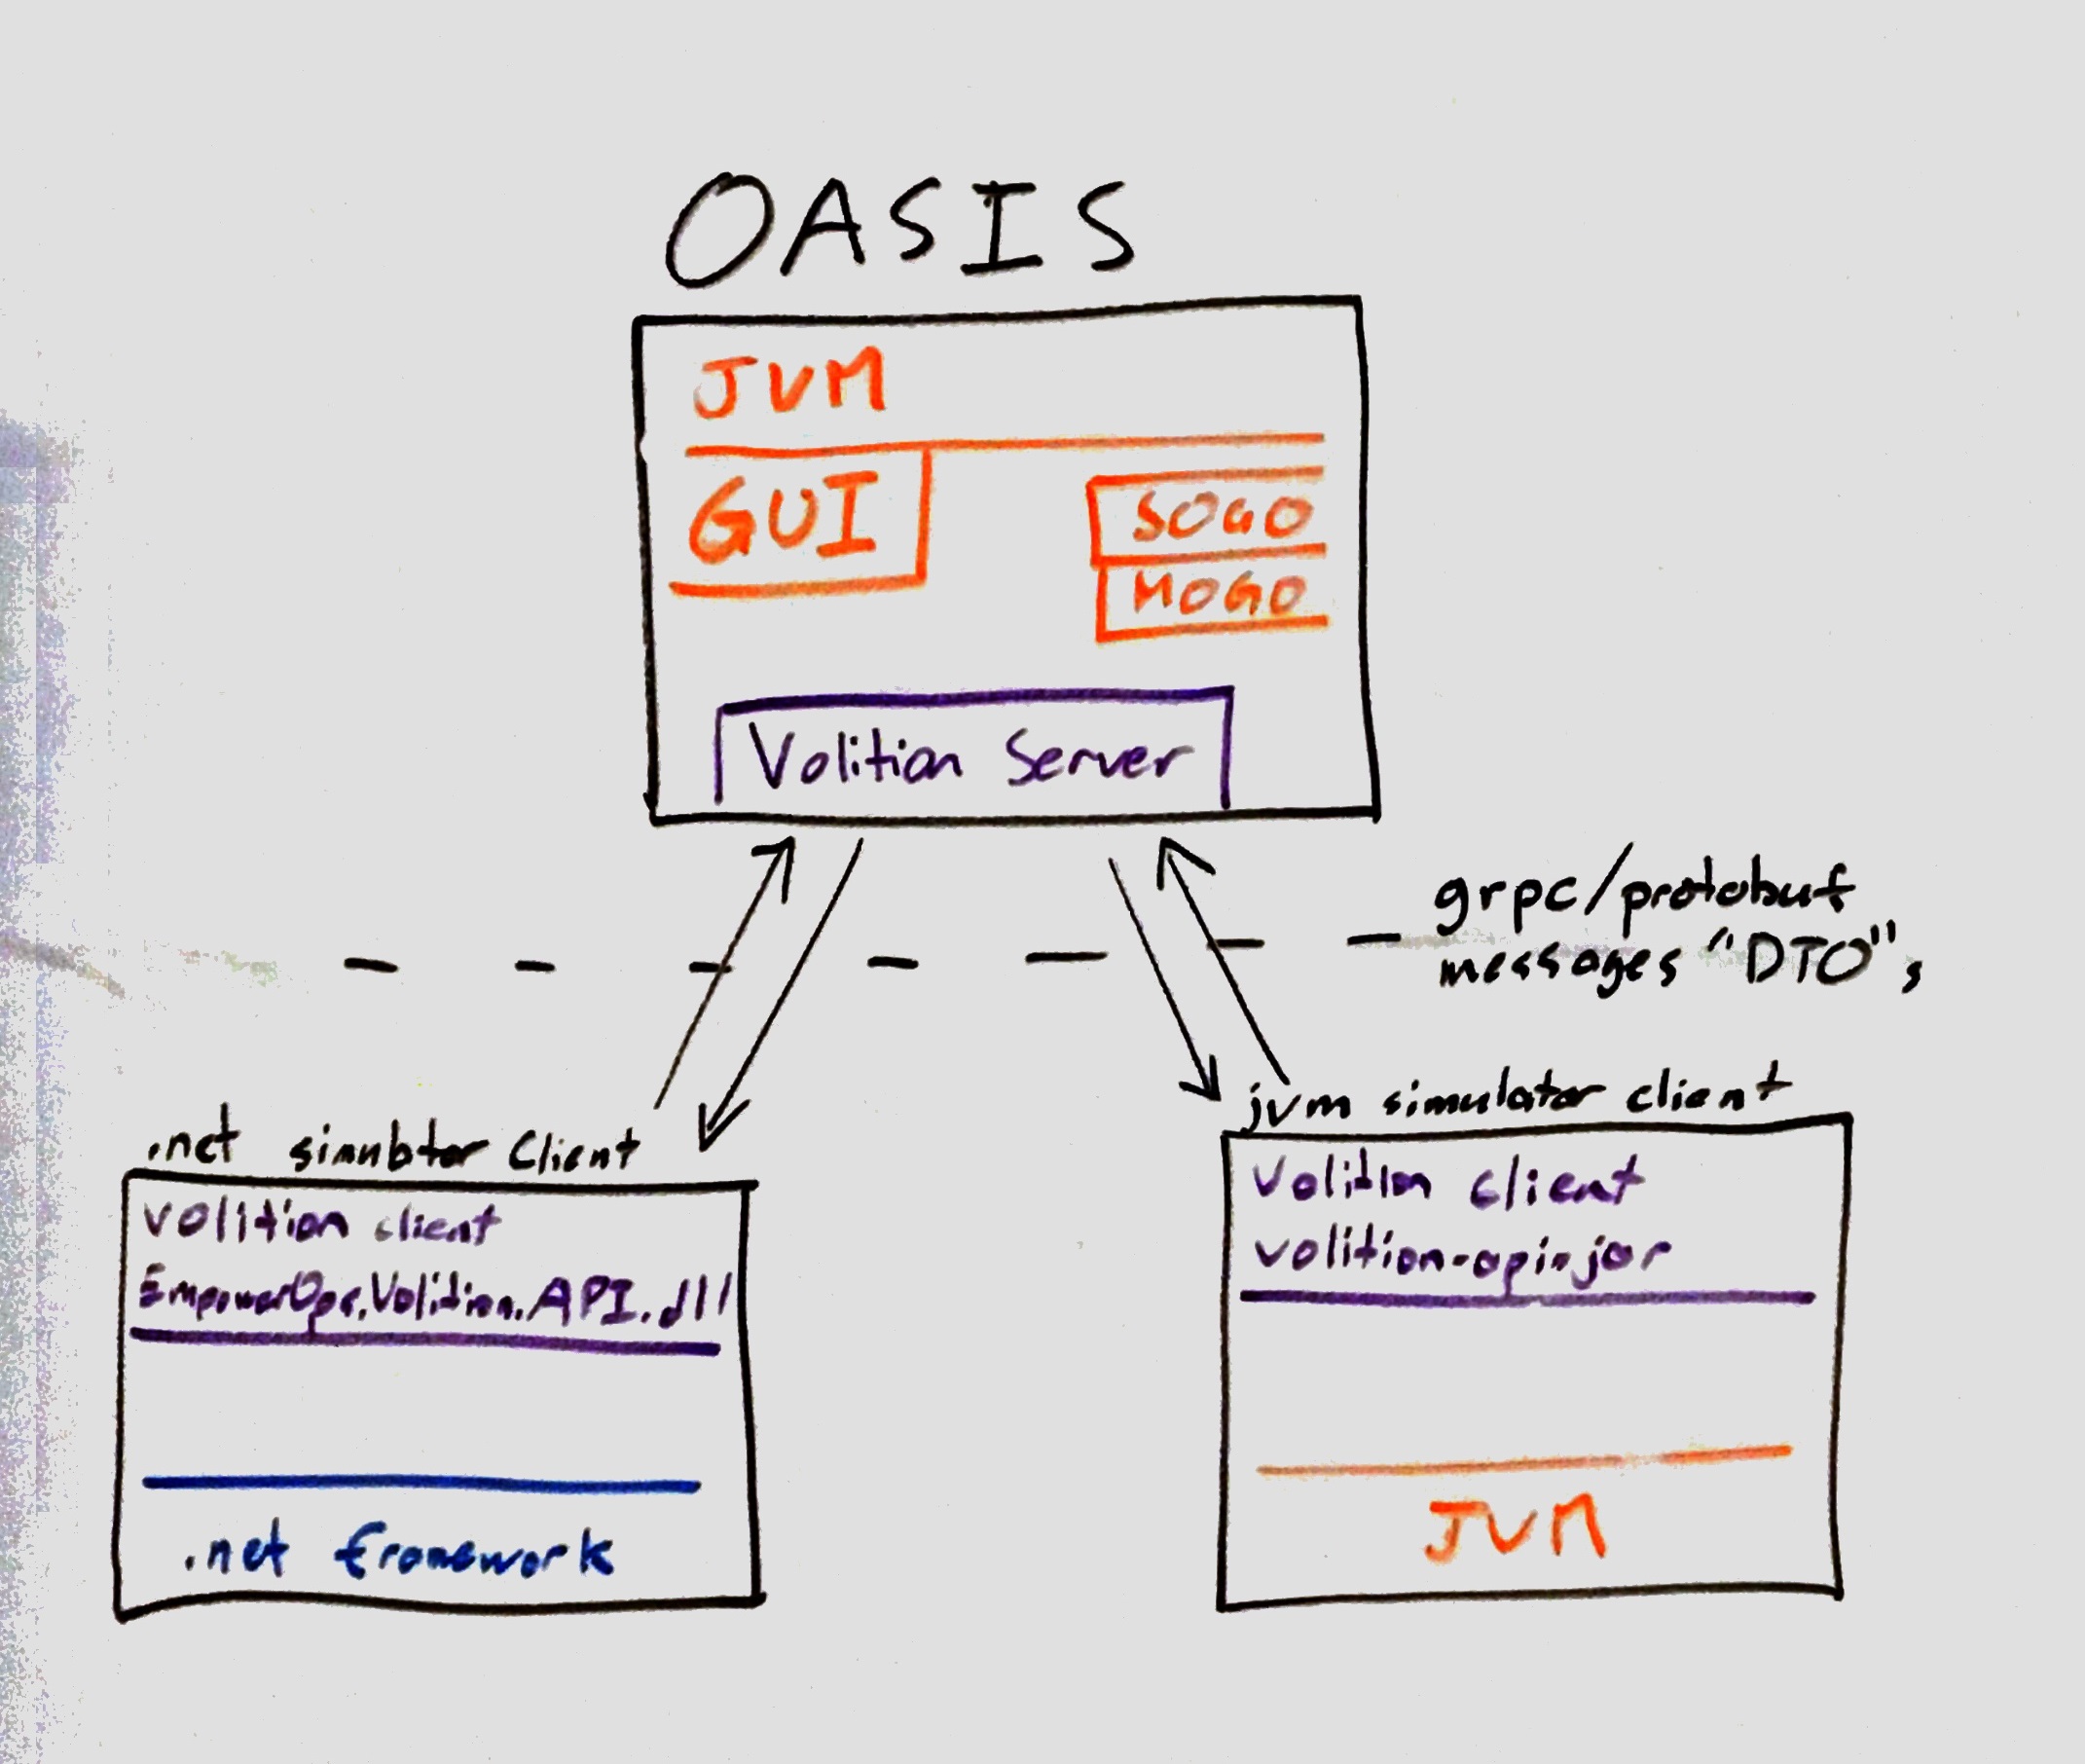 OASIS
JVM
GUI
SOGO
MOGO
Volition Server
grpc/protobuf
messages "DTO"s
jvm simulator client
.net simulator Client
Volition client
volition-api.jar
volition client
EmpowerOps.Volition.API.dll
JVM
.net framework